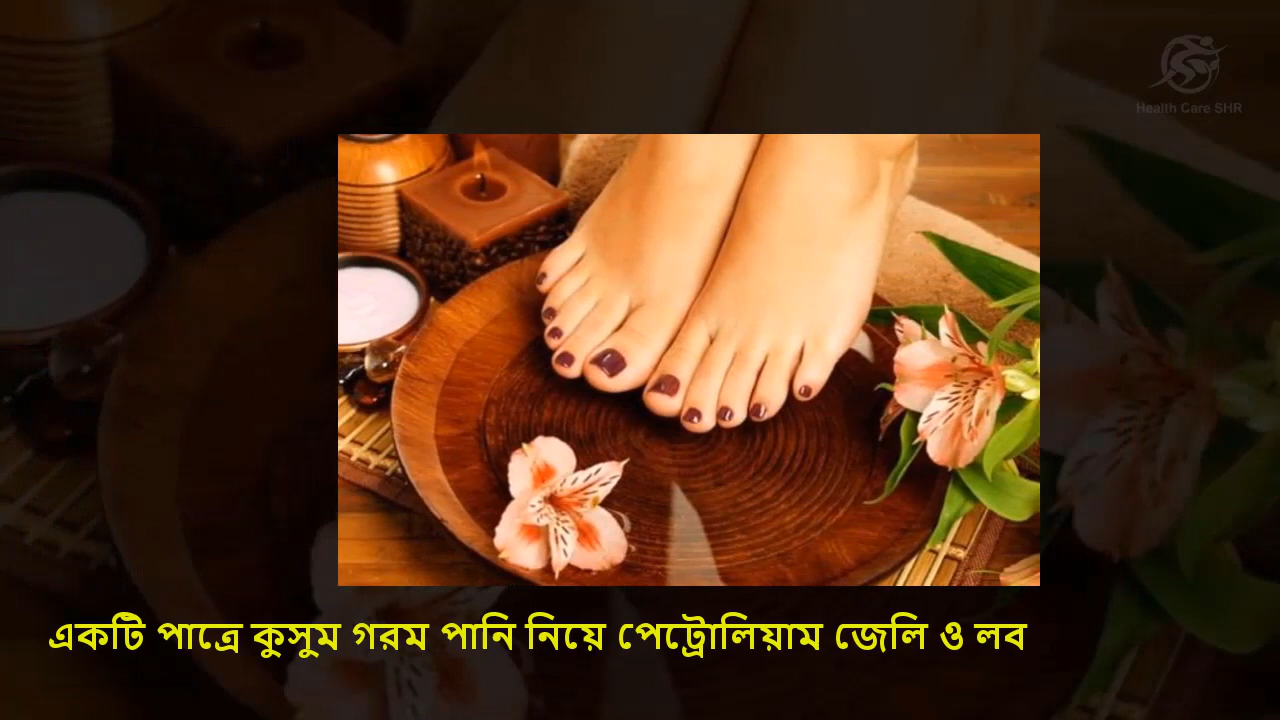 Health Care SHR
একটি পাত্রে কুসুম গরম পানি নিয়ে পেট্রোলিয়াম জেলি ও লব